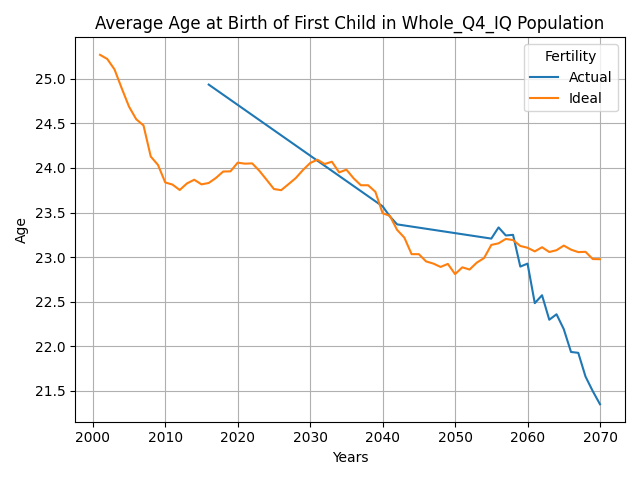 Average Age at Birth of First Child in Whole_Q4_IQ Population
Fertility
Actual
Ideal
Age
25.0
24.5
24.0
23.5
23.0
22.5
22.0
21.5
2000 2010 2020 2030 2040 2050 2060 2070
Years